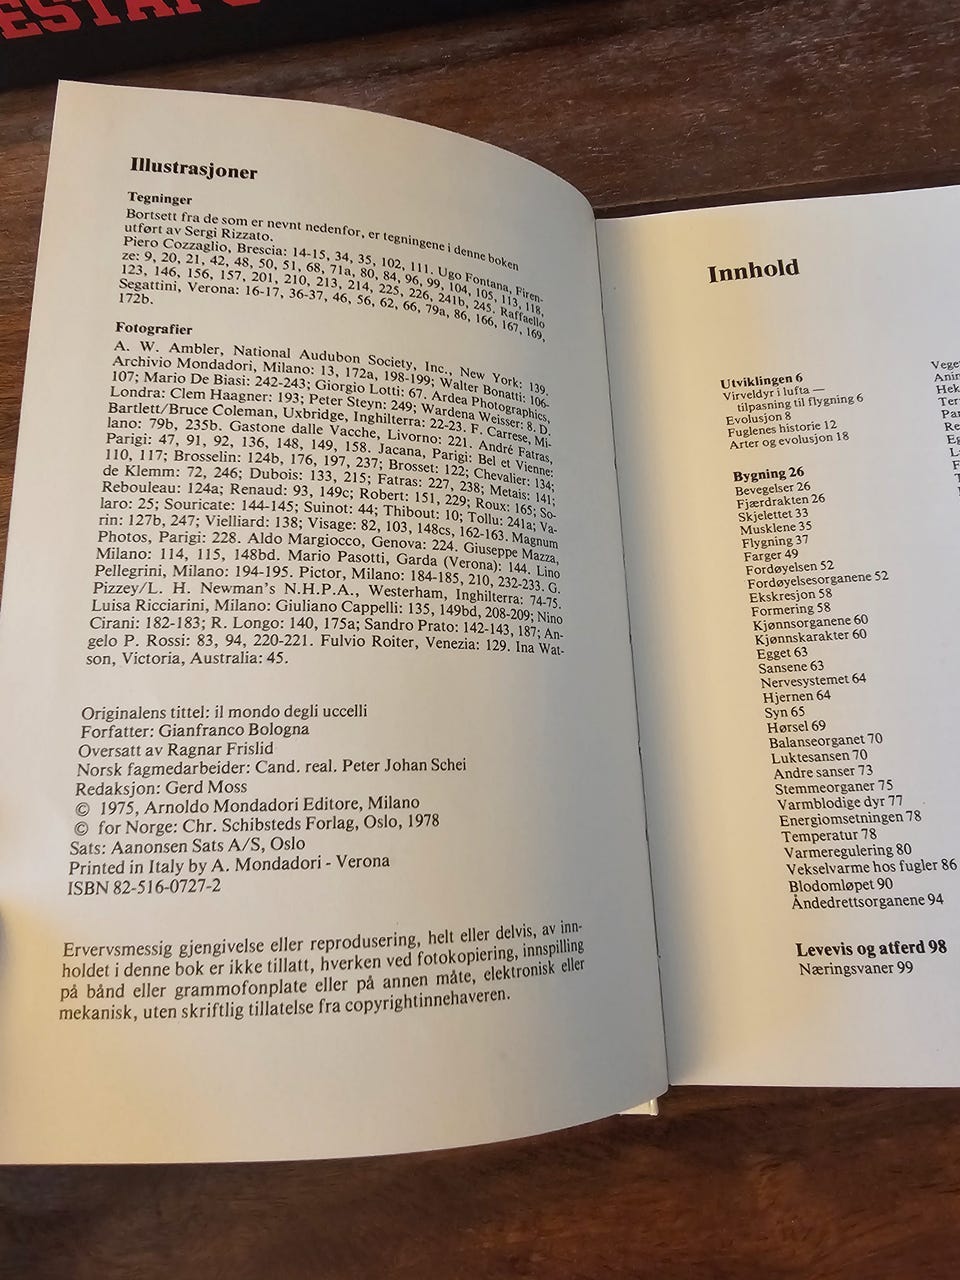 Illustrasjoner
Tegninger
Bortsett fra de som er nevnt nedenfor, er tegningene i denne boken
utført av Sergi Rizzato.
Piero Cozzaglio, Brescia: 14-15, 34, 35, 102, 111. Ugo Fontana, Firen-
ze: 9, 20, 21, 42, 48, 50, 51, 68, 71a, 80, 84, 96, 99, 104, 105, 113, 118,
123, 146, 156, 157, 201, 210, 213, 214, 225, 226, 241b, 245. Raffaello
Segattini, Verona: 16-17, 36-37, 46, 56, 62, 66, 79a, 86, 166, 167, 169,
172b.
Fotografier
A. W. Ambler, National Audubon Society, Inc., New York: 139.
Archivio Mondadori, Milano: 13, 172a, 198-199; Walter Bonatti: 106-
107; Mario De Biasi: 242-243; Giorgio Lotti: 67. Ardea Photographics,
Londra: Clem Haagner: 193; Peter Steyn: 249; Wardena Weisser: 8. D.
Bartlett/Bruce Coleman, Uxbridge, Inghilterra: 22-23. F. Carrese, Mi-
lano: 79b, 235b. Gastone dalle Vacche, Livorno: 221. André Fatras,
Parigi: 47, 91, 92, 136, 148, 149, 158. Jacana, Parigi: Bel et Vienne:
110, 117; Brosselin: 124b, 176, 197, 237; Brosset: 122; Chevalier: 134;
de Klemm: 72, 246; Dubois: 133, 215; Fatras: 227, 238; Metais: 141;
Rebouleau: 124a; Renaud: 93, 149c; Robert: 151, 229; Roux: 165; So-
laro: 25; Souricate: 144-145; Suinot: 44; Thibout: 10; Tollu: 241a; Va-
rin: 127b, 247; Vielliard: 138; Visage: 82, 103, 148cs, 162-163. Magnum
Photos, Parigi: 228. Aldo Margiocco, Genova: 224. Giuseppe Mazza,
Milano: 114, 115, 148bd. Mario Pasotti, Garda (Verona): 144. Lino
Pellegrini, Milano: 194-195. Pictor, Milano: 184-185, 210, 232-233. G.
Pizzey/L. H. Newman's N.H.P.A., Westerham, Inghilterra: 74-75.
Luisa Ricciarini, Milano: Giuliano Cappelli: 135, 149bd, 208-209; Nino
Cirani: 182-183; R. Longo: 140, 175a; Sandro Prato: 142-143, 187; An-
gelo P. Rossi: 83, 94, 220-221. Fulvio Roiter, Venezia: 129. Ina Wat-
son, Victoria, Australia: 45.
Originalens tittel: il mondo degli uccelli
Forfatter: Gianfranco Bologna
Oversatt av Ragnar Frislid
Norsk fagmedarbeider: Cand. real. Peter Johan Schei
Redaksjon: Gerd Moss
© 1975, Arnoldo Mondadori Editore, Milano
© for Norge: Chr. Schibsteds Forlag, Oslo, 1978
Sats: Aanonsen Sats A/S, Oslo
Printed in Italy by A. Mondadori - Verona
ISBN 82-516-0727-2
Ervervsmessig gjengivelse eller reprodusering, helt eller delvis, av inn-
holdet i denne bok er ikke tillatt, hverken ved fotokopiering, innspilling
på bånd eller grammofonplate eller på annen måte, elektronisk eller
mekanisk, uten skriftlig tillatelse fra copyrightinnehaveren.
Innhold
Utviklingen 6
Virveldyr i lufta —
tilpasning til flygning 6
Evolusjon 8
Fuglenes historie 12
Arter og evolusjon 18
Bygning 26
Bevegelser 26
Fjærdrakten 26
Skjelettet 33
Musklene 35
Flygning 37
Farger 49
Fordøyelsen 52
Fordøyelsesorganene 52
Ekskresjon 58
Formering 58
Kjønnsorganene 60
Kjønnskarakter 60
Egget 63
Sansene 63
Nervesystemet 64
Hjernen 64
Syn 65
Hørsel 69
Balanseorganet 70
Luktesansen 70
Andre sanser 73
Stemmeorganer 75
Varmblodige dyr 77
Energiomsetningen 78
Temperatur 78
Varmeregulering 80
Vekselvarme hos fugler 86
Blodomløpet 90
Åndedrettsorganene 94
Levevis og atferd 98
Næringsvaner 99